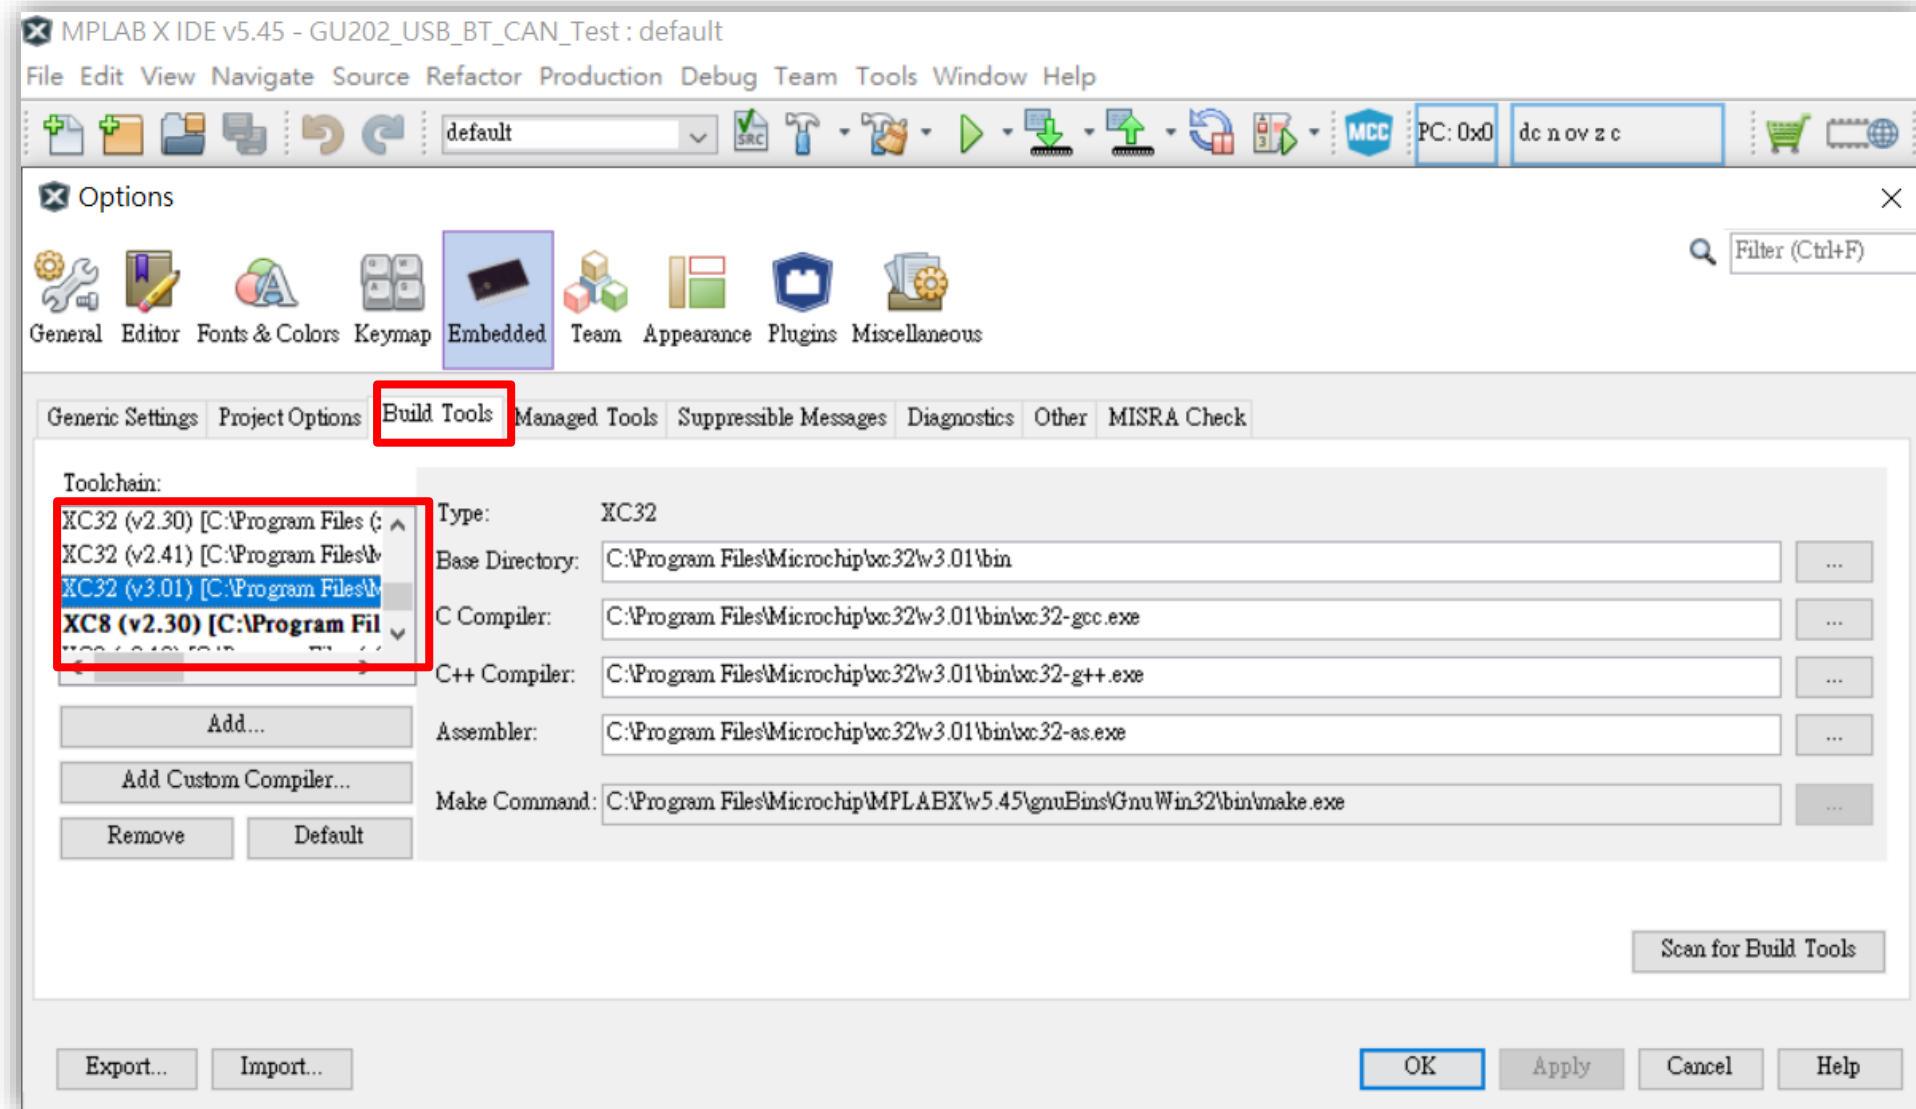 MPLAB X IDE v5.45 - GU202_USB_BT_CAN_Test : default
File Edit View Navigate Source Refactor Production Debug Team Tools Window Help
default
SRC
MCC
PC: 0x0
dc n ov z c
Options
Filter (Ctrl+F)
General Editor Fonts & Colors Keymap Embedded Team Appearance Plugins Miscellaneous
Generic Settings Project Options Build Tools Managed Tools Suppressible Messages Diagnostics Other MISRA Check
Toolchain:
XC32 (v2.30) [C:\Program Files (
XC32 (v2.41) [C:\Program Files\
XC32 (v3.01) [C:\Program Files\
XC8 (v2.30) [C:\Program Fil
Type: XC32
Base Directory: C:\Program Files\Microchip\xc32\v3.01\bin
C Compiler: C:\Program Files\Microchip\xc32\v3.01\bin\xc32-gcc.exe
C++ Compiler: C:\Program Files\Microchip\xc32\v3.01\bin\xc32-g++.exe
Assembler: C:\Program Files\Microchip\xc32\v3.01\bin\xc32-as.exe
Make Command: C:\Program Files\Microchip\MPLABX\v5.45\gnuBins\GnuWin32\bin\make.exe
...
...
...
...
...
Add...
Add Custom Compiler...
Remove Default
Scan for Build Tools
Export... Import... OK Apply Cancel Help